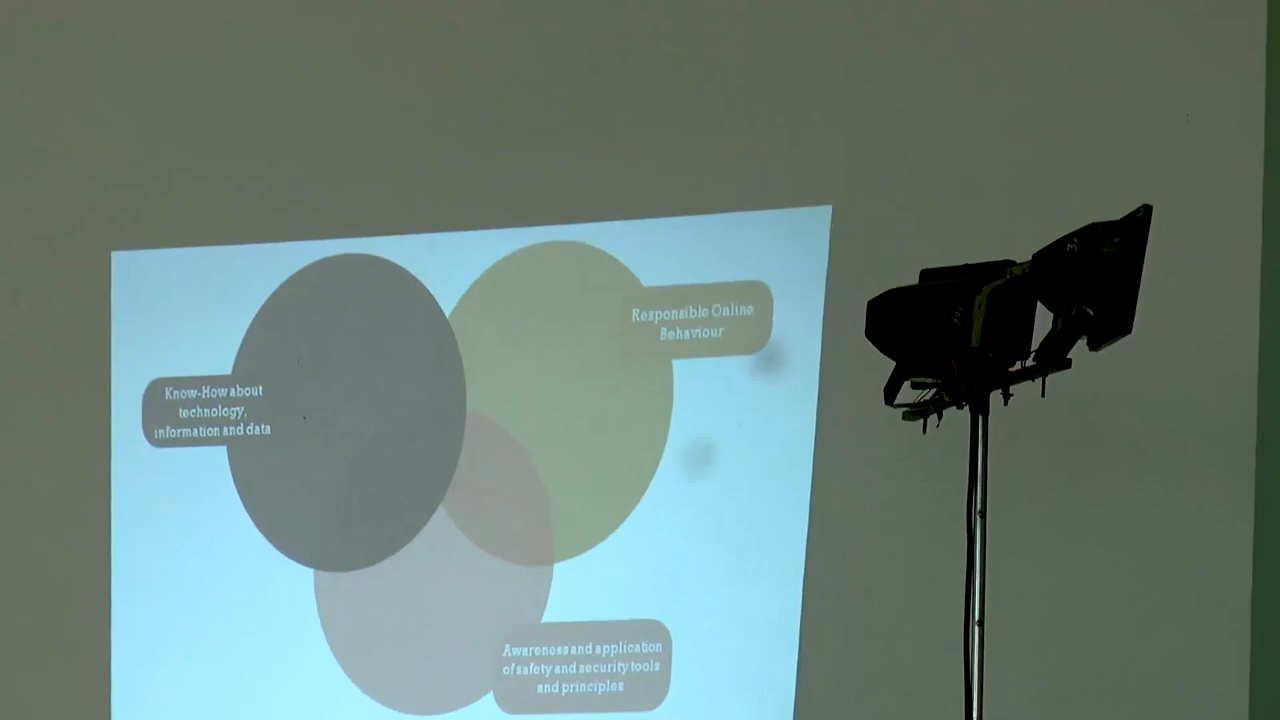 Responsible Online
Behaviour
Know-How about
technology,
information and data
Awareness and application
of safety and security tools
and principles